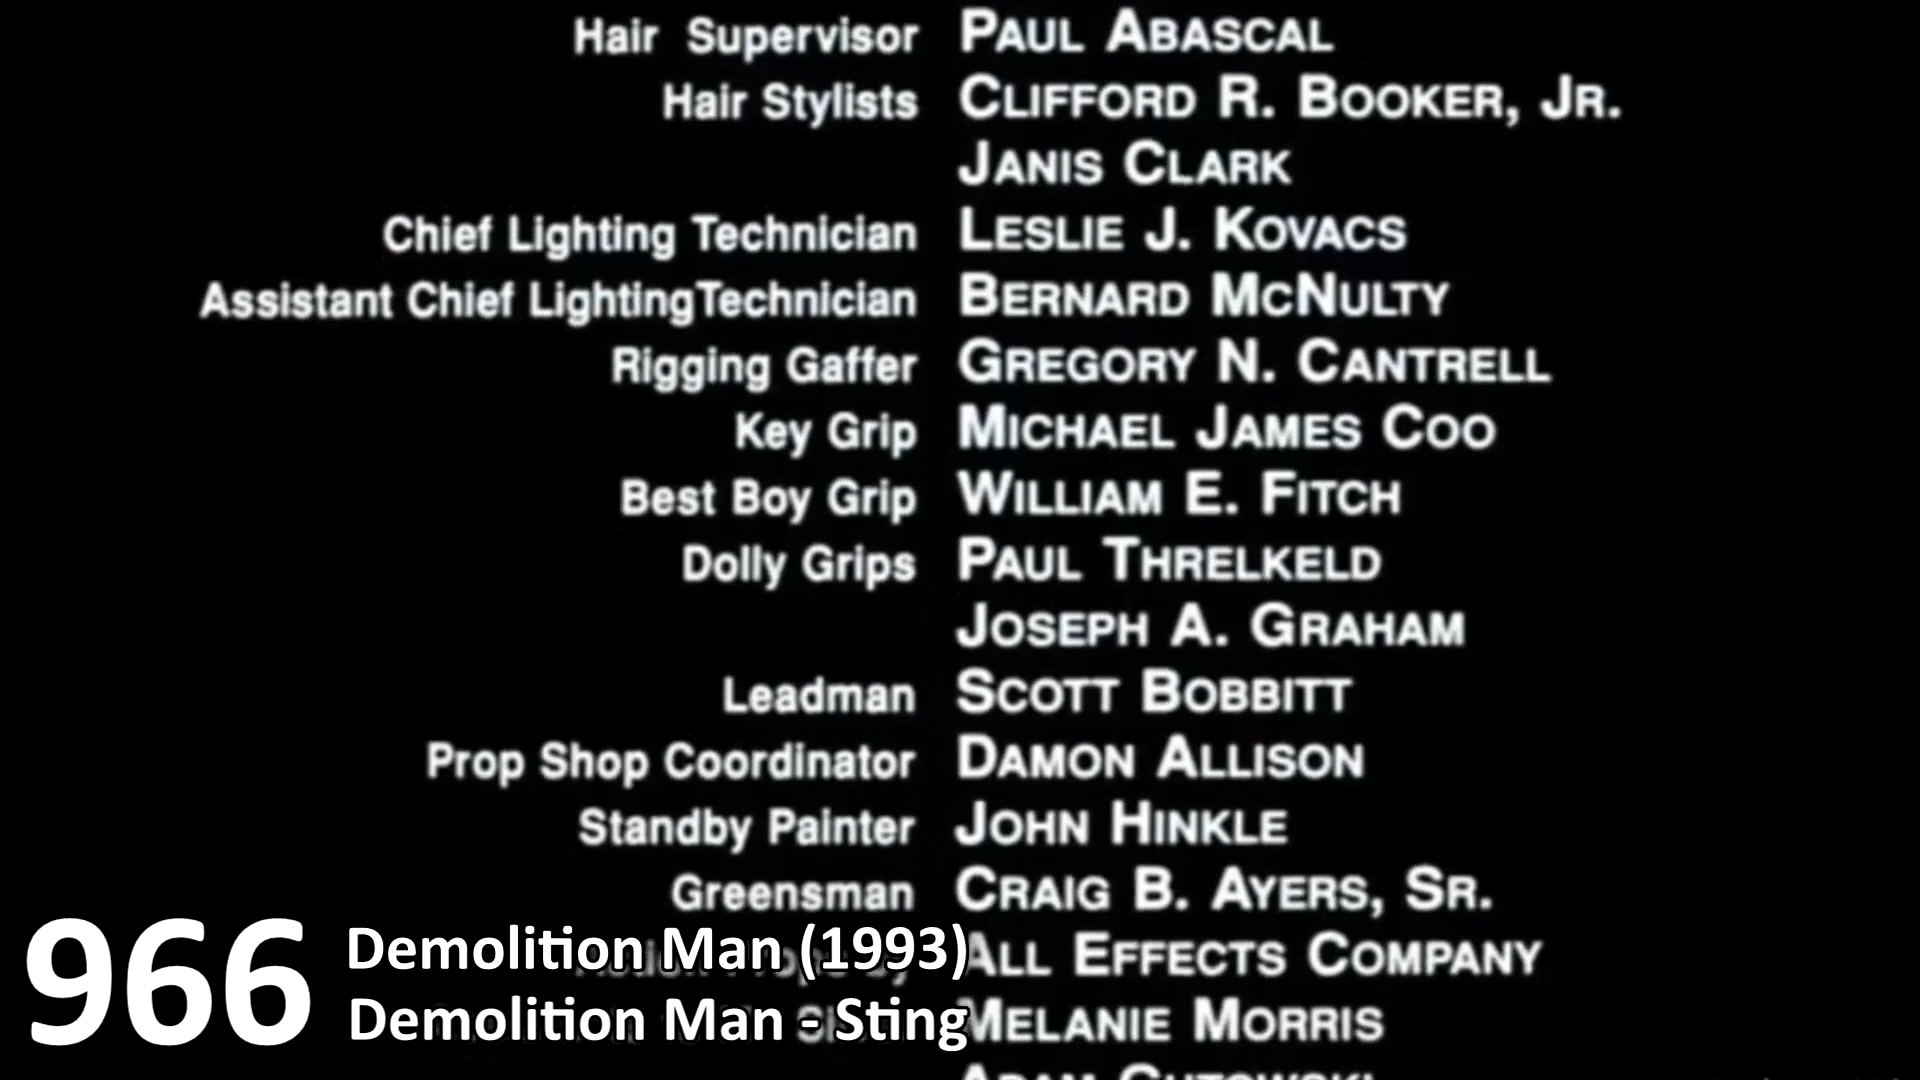 Hair Supervisor PAUL ABASCAL
Hair Stylists CLIFFORD R. BOOKER, JR.
JANIS CLARK
Chief Lighting Technician LESLIE J. KOVACS
Assistant Chief LightingTechnician BERNARD MCNULTY
Rigging Gaffer GREGORY N. CANTRELL
Key Grip MICHAEL JAMES COO
Best Boy Grip WILLIAM E. FITCH
Dolly Grips PAUL THRELKELD
JOSEPH A. GRAHAM
Leadman SCOTT BOBBITT
Prop Shop Coordinator DAMON ALLISON
Standby Painter JOHN HINKLE
Greensman CRAIG B. AYERS, SR.
ALL EFFECTS COMPANY
MELANIE MORRIS
966
Demolition Man (1993)
Demolition Man - Sting